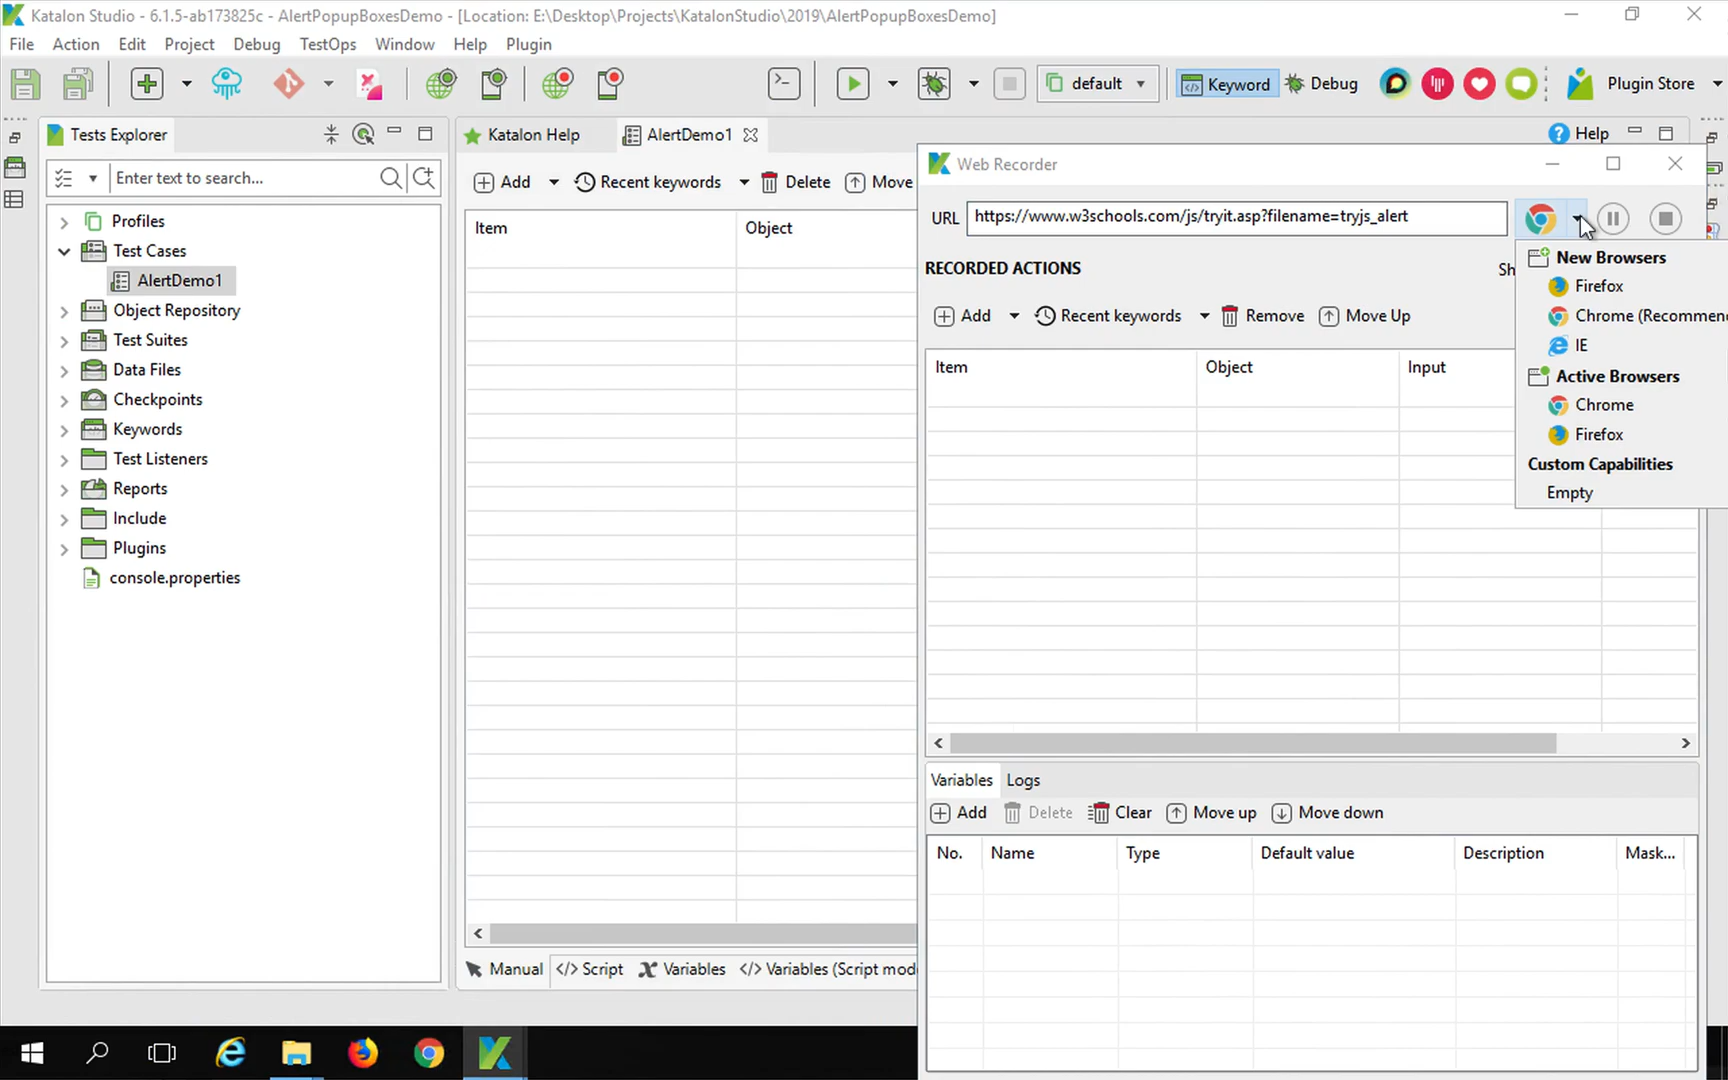 Katalon Studio - 6.1.5-ab173825c - AlertPopupBoxesDemo - [Location: E:\Desktop\Projects\KatalonStudio\2019\AlertPopupBoxesDemo]
File Action Edit Project Debug TestOps Window Help Plugin
default Keyword Debug Plugin Store
Tests Explorer
Katalon Help AlertDemo1 Help
Enter text to search...
Add Recent keywords Delete Move
Item Object
Profiles
Test Cases
AlertDemo1
Object Repository
Test Suites
Data Files
Checkpoints
Keywords
Test Listeners
Reports
Include
Plugins
console.properties
Manual </> Script Variables </> Variables (Script mod
Web Recorder
URL https://www.w3schools.com/js/tryit.asp?filename=tryjs_alert
RECORDED ACTIONS Sh
Add Recent keywords Remove Move Up
Item Object Input
New Browsers
Firefox
Chrome (Recommen
IE
Active Browsers
Chrome
Firefox
Custom Capabilities
Empty
Variables Logs
Add Delete Clear Move up Move down
No. Name Type Default value Description Mask...